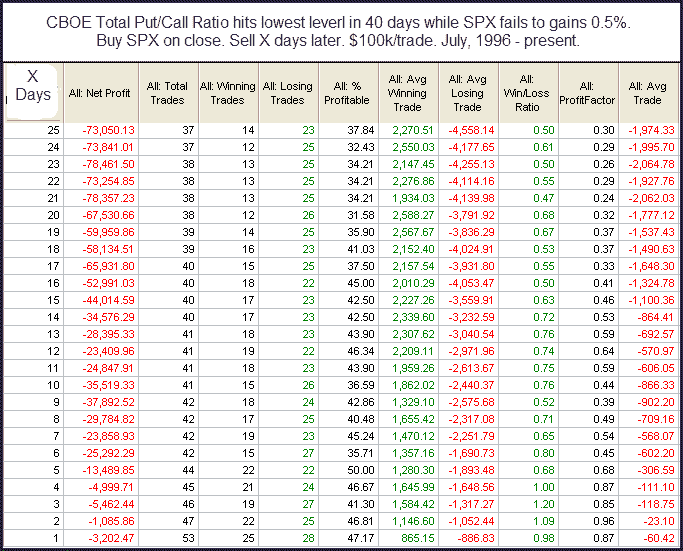 CBOE Total Put/Call Ratio hits lowest leverl in 40 days while SPX fails to gains 0.5%.
Buy SPX on close. Sell X days later. $100k/trade. July, 1996 - present.
X Days All: Net Profit All: Total Trades All: Winning Trades All: Losing Trades All: % Profitable All: Avg Winning Trade All: Avg Losing Trade All: Win/Loss Ratio All: ProfitFactor All: Avg Trade
25 -73,050.13 37 14 23 37.84 2,270.51 -4,558.14 0.50 0.30 -1,974.33
24 -73,841.01 37 12 25 32.43 2,550.03 -4,177.65 0.61 0.29 -1,995.70
23 -78,461.50 38 13 25 34.21 2,147.45 -4,255.13 0.50 0.26 -2,064.78
22 -73,254.85 38 13 25 34.21 2,276.86 -4,114.16 0.55 0.29 -1,927.76
21 -78,357.23 38 13 25 34.21 1,934.03 -4,139.98 0.47 0.24 -2,062.03
20 -67,530.66 38 12 26 31.58 2,588.27 -3,791.92 0.68 0.32 -1,777.12
19 -59,959.86 39 14 25 35.90 2,567.67 -3,836.29 0.67 0.37 -1,537.43
18 -58,134.51 39 16 23 41.03 2,152.40 -4,024.91 0.53 0.37 -1,490.63
17 -65,931.80 40 15 25 37.50 2,157.54 -3,931.80 0.55 0.33 -1,648.30
16 -52,991.03 40 18 22 45.00 2,010.29 -4,053.47 0.50 0.41 -1,324.78
15 -44,014.59 40 17 23 42.50 2,227.26 -3,559.91 0.63 0.46 -1,100.36
14 -34,576.29 40 17 23 42.50 2,339.60 -3,232.59 0.72 0.53 -864.41
13 -28,395.33 41 18 23 43.90 2,307.62 -3,040.54 0.76 0.59 -692.57
12 -23,409.96 41 19 22 46.34 2,209.11 -2,971.96 0.74 0.64 -570.97
11 -24,847.91 41 18 23 43.90 1,959.26 -2,613.67 0.75 0.59 -606.05
10 -35,519.33 41 15 26 36.59 1,862.02 -2,440.37 0.76 0.44 -866.33
9 -37,892.52 42 18 24 42.86 1,329.10 -2,575.68 0.52 0.39 -902.20
8 -29,784.82 42 17 25 40.48 1,655.42 -2,317.08 0.71 0.49 -709.16
7 -23,858.93 42 19 23 45.24 1,470.12 -2,251.79 0.65 0.54 -568.07
6 -25,292.29 42 15 27 35.71 1,357.16 -1,690.73 0.80 0.45 -602.20
5 -13,489.85 44 22 22 50.00 1,280.30 -1,893.48 0.68 0.68 -306.59
4 -4,999.71 45 21 24 46.67 1,645.99 -1,648.56 1.00 0.87 -111.10
3 -5,462.44 46 19 27 41.30 1,584.42 -1,317.27 1.20 0.85 -118.75
2 -1,085.86 47 22 25 46.81 1,146.60 -1,052.44 1.09 0.96 -23.10
1 -3,202.47 53 25 28 47.17 865.15 -886.83 0.98 0.87 -60.42